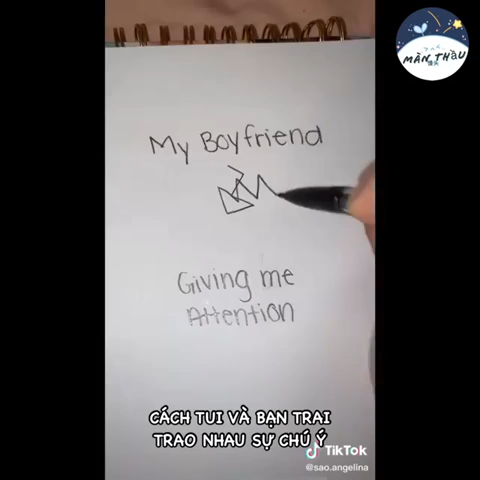 MÀN THẦU
My Boyfriend
Giving me
Attention
CÁCH TUI VÀ BẠN TRAI
TRAO NHAU SỰ CHÚ Ý
TikTok
@sao.angelina